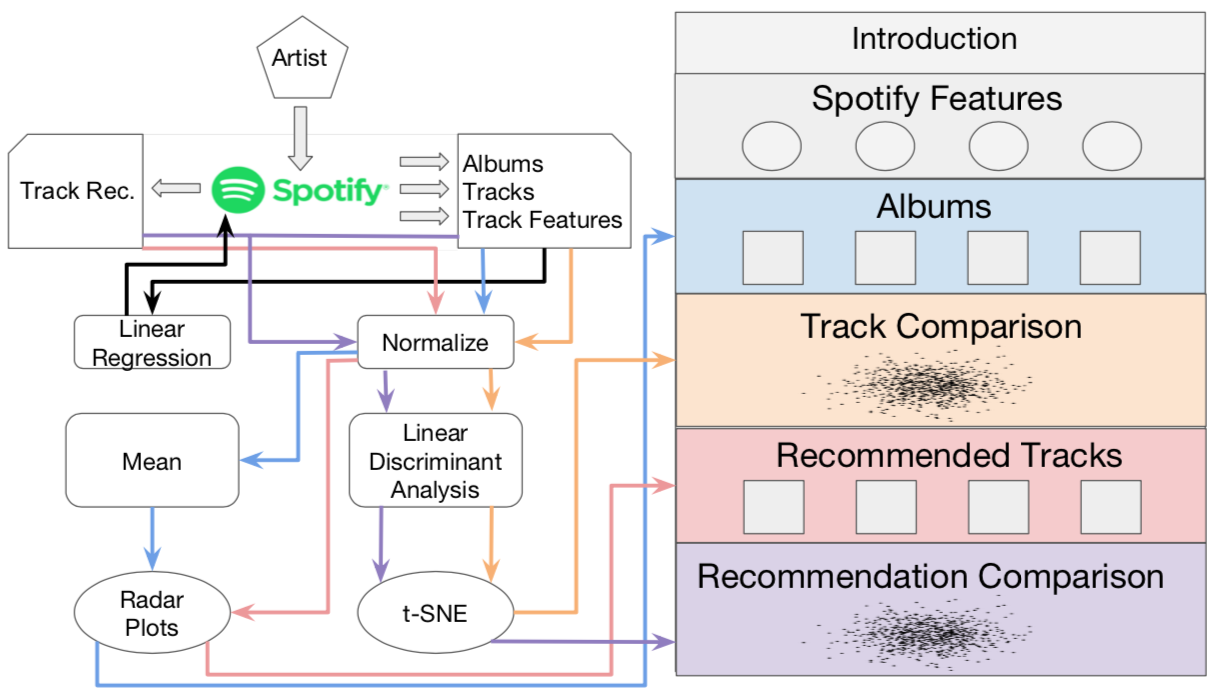 Artist
Track Rec.
Spotify
Albums
Tracks
Track Features
Linear
Regression
Normalize
Mean
Linear
Discriminant
Analysis
Radar
Plots
t-SNE
Introduction
Spotify Features
Albums
Track Comparison
Recommended Tracks
Recommendation Comparison